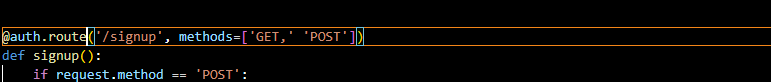 @auth.route('/signup', methods=['GET,' 'POST'])
def signup():
    if request.method == 'POST':